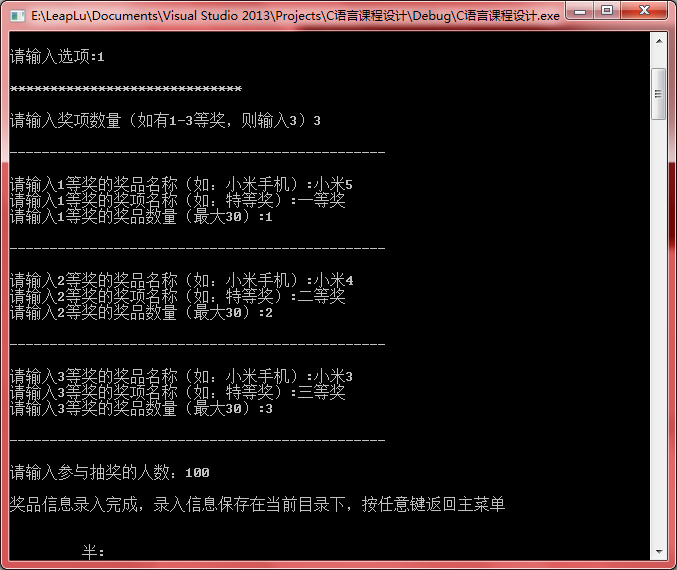 E:\LeapLu\Documents\Visual Studio 2013\Projects\C语言课程设计\Debug\C语言课程设计.exe
请输入选项:1
*****************************
请输入奖项数量（如有1-3等奖，则输入3）3
-----------------------------------------------
请输入1等奖的奖品名称（如：小米手机）:小米5
请输入1等奖的奖项名称（如：特等奖）:一等奖
请输入1等奖的奖品数量（最大30）:1
-----------------------------------------------
请输入2等奖的奖品名称（如：小米手机）:小米4
请输入2等奖的奖项名称（如：特等奖）:二等奖
请输入2等奖的奖品数量（最大30）:2
-----------------------------------------------
请输入3等奖的奖品名称（如：小米手机）:小米3
请输入3等奖的奖项名称（如：特等奖）:三等奖
请输入3等奖的奖品数量（最大30）:3
-----------------------------------------------
请输入参与抽奖的人数：100
奖品信息录入完成，录入信息保存在当前目录下，按任意键返回主菜单
半：